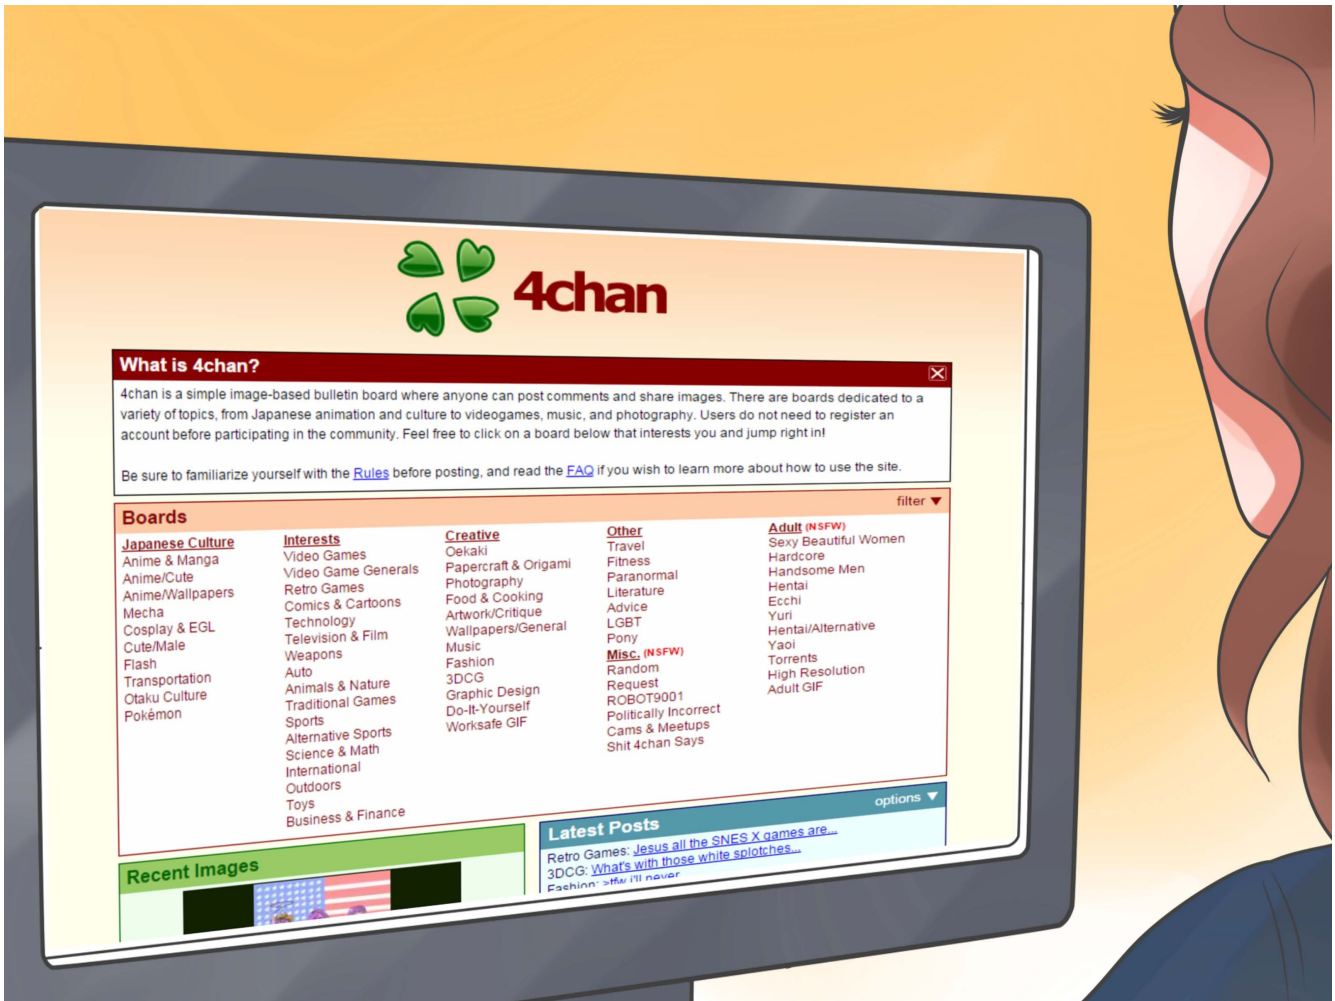 4chan
What is 4chan?
4chan is a simple image-based bulletin board where anyone can post comments and share images. There are boards dedicated to a
variety of topics, from Japanese animation and culture to videogames, music, and photography. Users do not need to register an
account before participating in the community. Feel free to click on a board below that interests you and jump right in!
Be sure to familiarize yourself with the Rules before posting, and read the FAQ if you wish to learn more about how to use the site.
Boards
filter ▼
Japanese Culture
Anime & Manga
Anime/Cute
Anime/Wallpapers
Mecha
Cosplay & EGL
Cute/Male
Flash
Transportation
Otaku Culture
Pokémon
Interests
Video Games
Video Game Generals
Retro Games
Comics & Cartoons
Technology
Television & Film
Weapons
Auto
Animals & Nature
Traditional Games
Sports
Alternative Sports
Science & Math
International
Outdoors
Toys
Business & Finance
Creative
Oekaki
Papercraft & Origami
Photography
Food & Cooking
Artwork/Critique
Wallpapers/General
Music
Fashion
3DCG
Graphic Design
Do-It-Yourself
Worksafe GIF
Other
Travel
Fitness
Paranormal
Literature
Advice
LGBT
Pony
Misc. (NSFW)
Random
Request
ROBOT9001
Politically Incorrect
Cams & Meetups
Shit 4chan Says
Adult (NSFW)
Sexy Beautiful Women
Hardcore
Handsome Men
Hentai
Ecchi
Yuri
Hentai/Alternative
Yaoi
Torrents
High Resolution
Adult GIF
Recent Images
Latest Posts
options ▼
Retro Games: Jesus all the SNES X games are...
3DCG: What's with those white splotches...
Fashion: >tfw i'll never